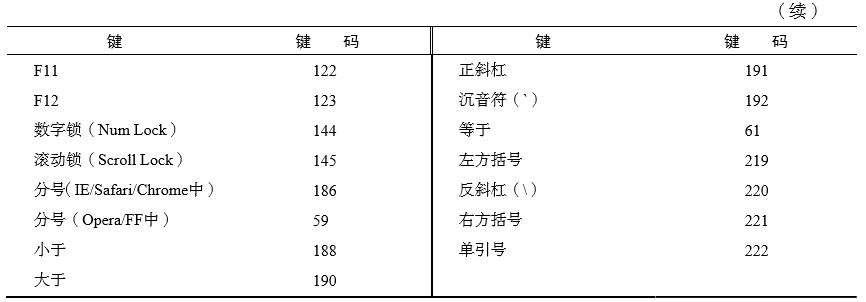 （续）
键 键 码 键 键 码
F11 122 正斜杠 191
F12 123 沉音符（`） 192
数字锁（Num Lock） 144 等于 61
滚动锁（Scroll Lock） 145 左方括号 219
分号（IE/Safari/Chrome中） 186 反斜杠（\） 220
分号（Opera/FF中） 59 右方括号 221
小于 188 单引号 222
大于 190